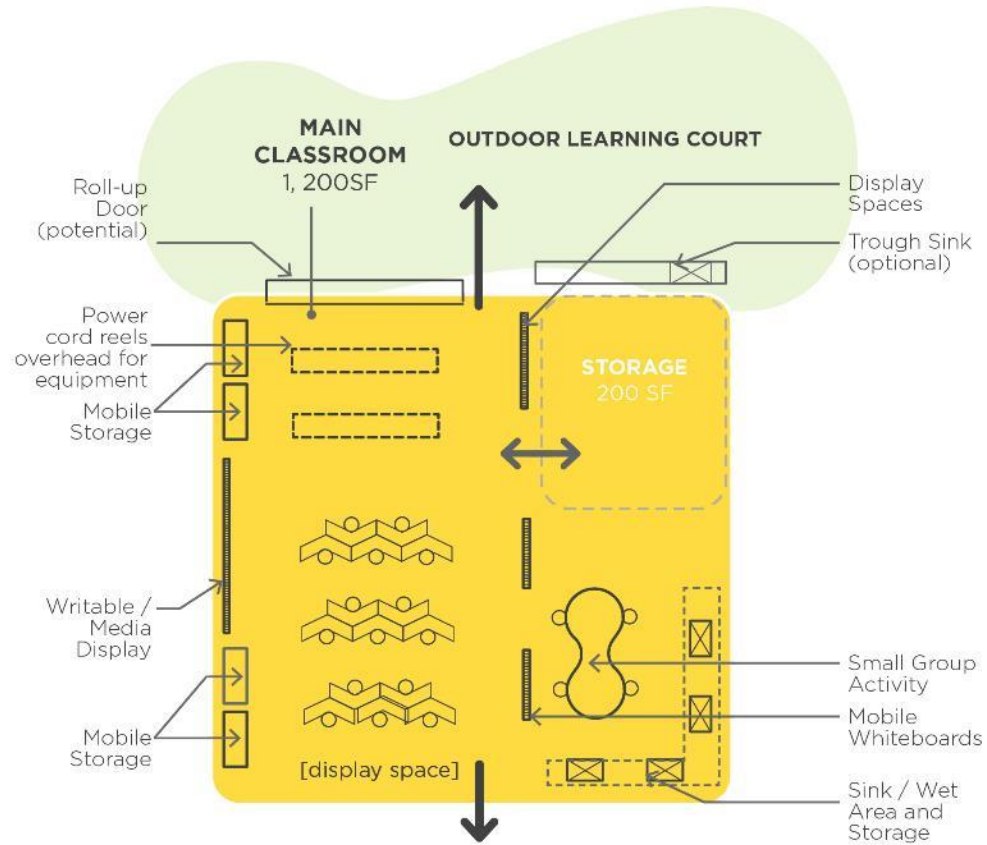 MAIN
CLASSROOM
1, 200SF
OUTDOOR LEARNING COURT
Roll-up
Door
(potential)
Display
Spaces
Trough Sink
(optional)
Power
cord reels
overhead for
equipment
STORAGE
200 SF
Mobile
Storage
Writable /
Media
Display
Small Group
Activity
Mobile
Whiteboards
Mobile
Storage
[display space]
Sink / Wet
Area and
Storage